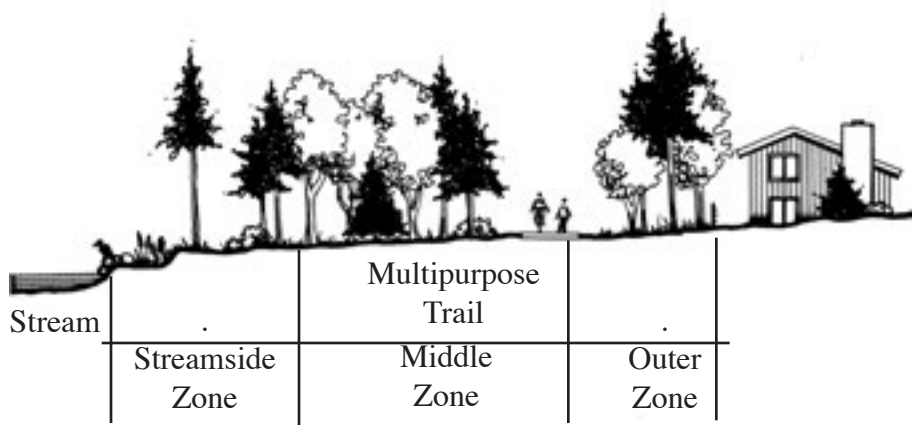 Multipurpose
Trail
Stream
.
.
Streamside
Zone
Middle
Zone
Outer
Zone